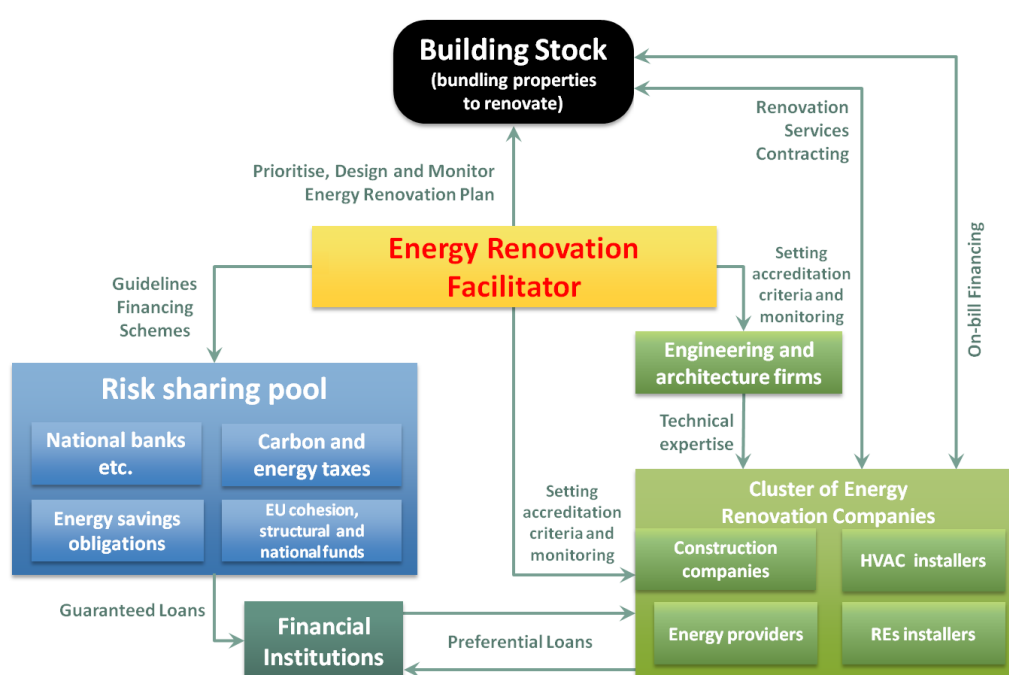 Building Stock
(bundling properties
to renovate)
Renovation
Services
Contracting
Prioritise, Design and Monitor
Energy Renovation Plan
On-bill Financing
Energy Renovation
Facilitator
Setting
accreditation
criteria and
monitoring
Guidelines
Financing
Schemes
Engineering and
architecture firms
Risk sharing pool
National banks
etc.
Carbon and
energy taxes
Energy savings
obligations
EU cohesion,
structural and
national funds
Technical
expertise
Setting
accreditation
criteria and
monitoring
Cluster of Energy
Renovation Companies
Construction
companies
HVAC installers
Energy providers
REs installers
Guaranteed Loans
Financial
Institutions
Preferential Loans